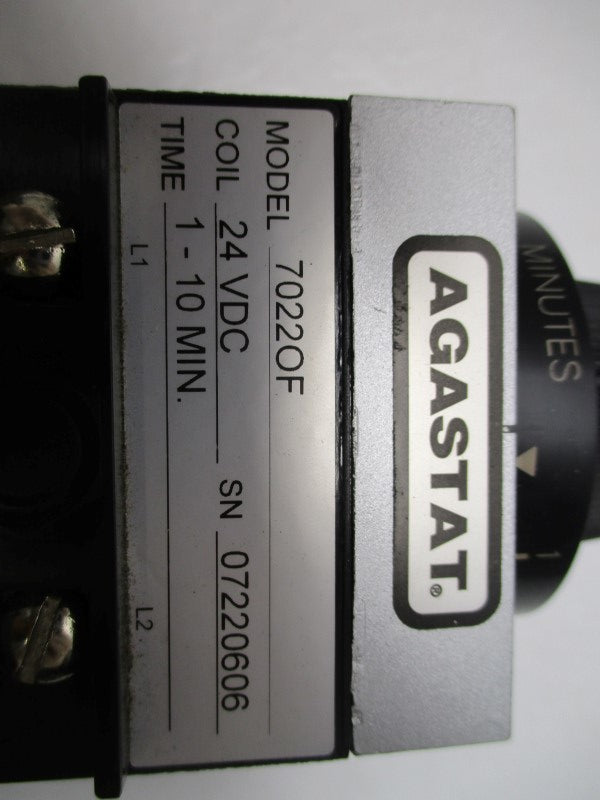 MINUTES
1
AGASTAT®
MODEL 7022OF
COIL 24 VDC SN 07220606
TIME 1 - 10 MIN.
L1 L2